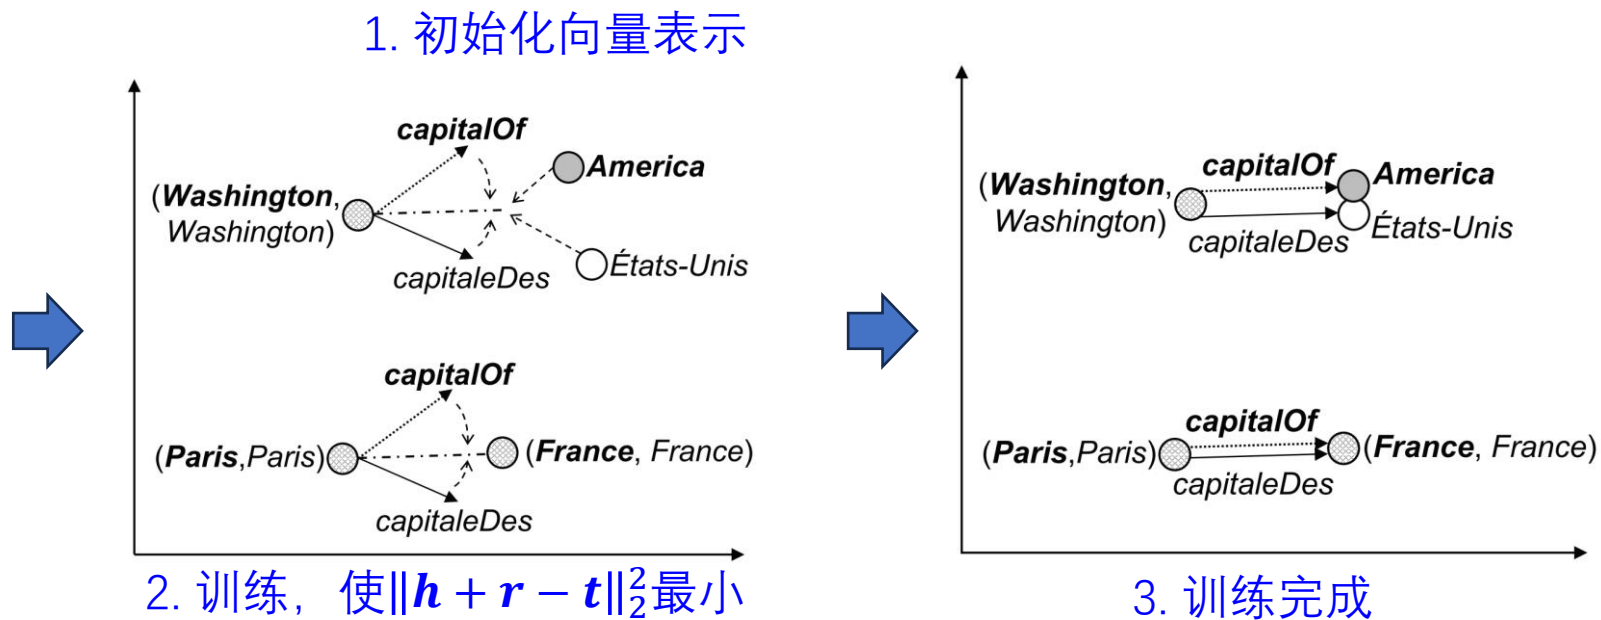 1. 初始化向量表示
capitalOf
America
(Washington,
Washington)
capitaleDes
États-Unis
capitalOf
(Paris,Paris)
(France, France)
capitaleDes
2. 训练，使‖h + r − t‖₂²最小
capitalOf
America
(Washington,
Washington)
capitaleDes
États-Unis
capitalOf
(Paris,Paris)
(France, France)
capitaleDes
3. 训练完成